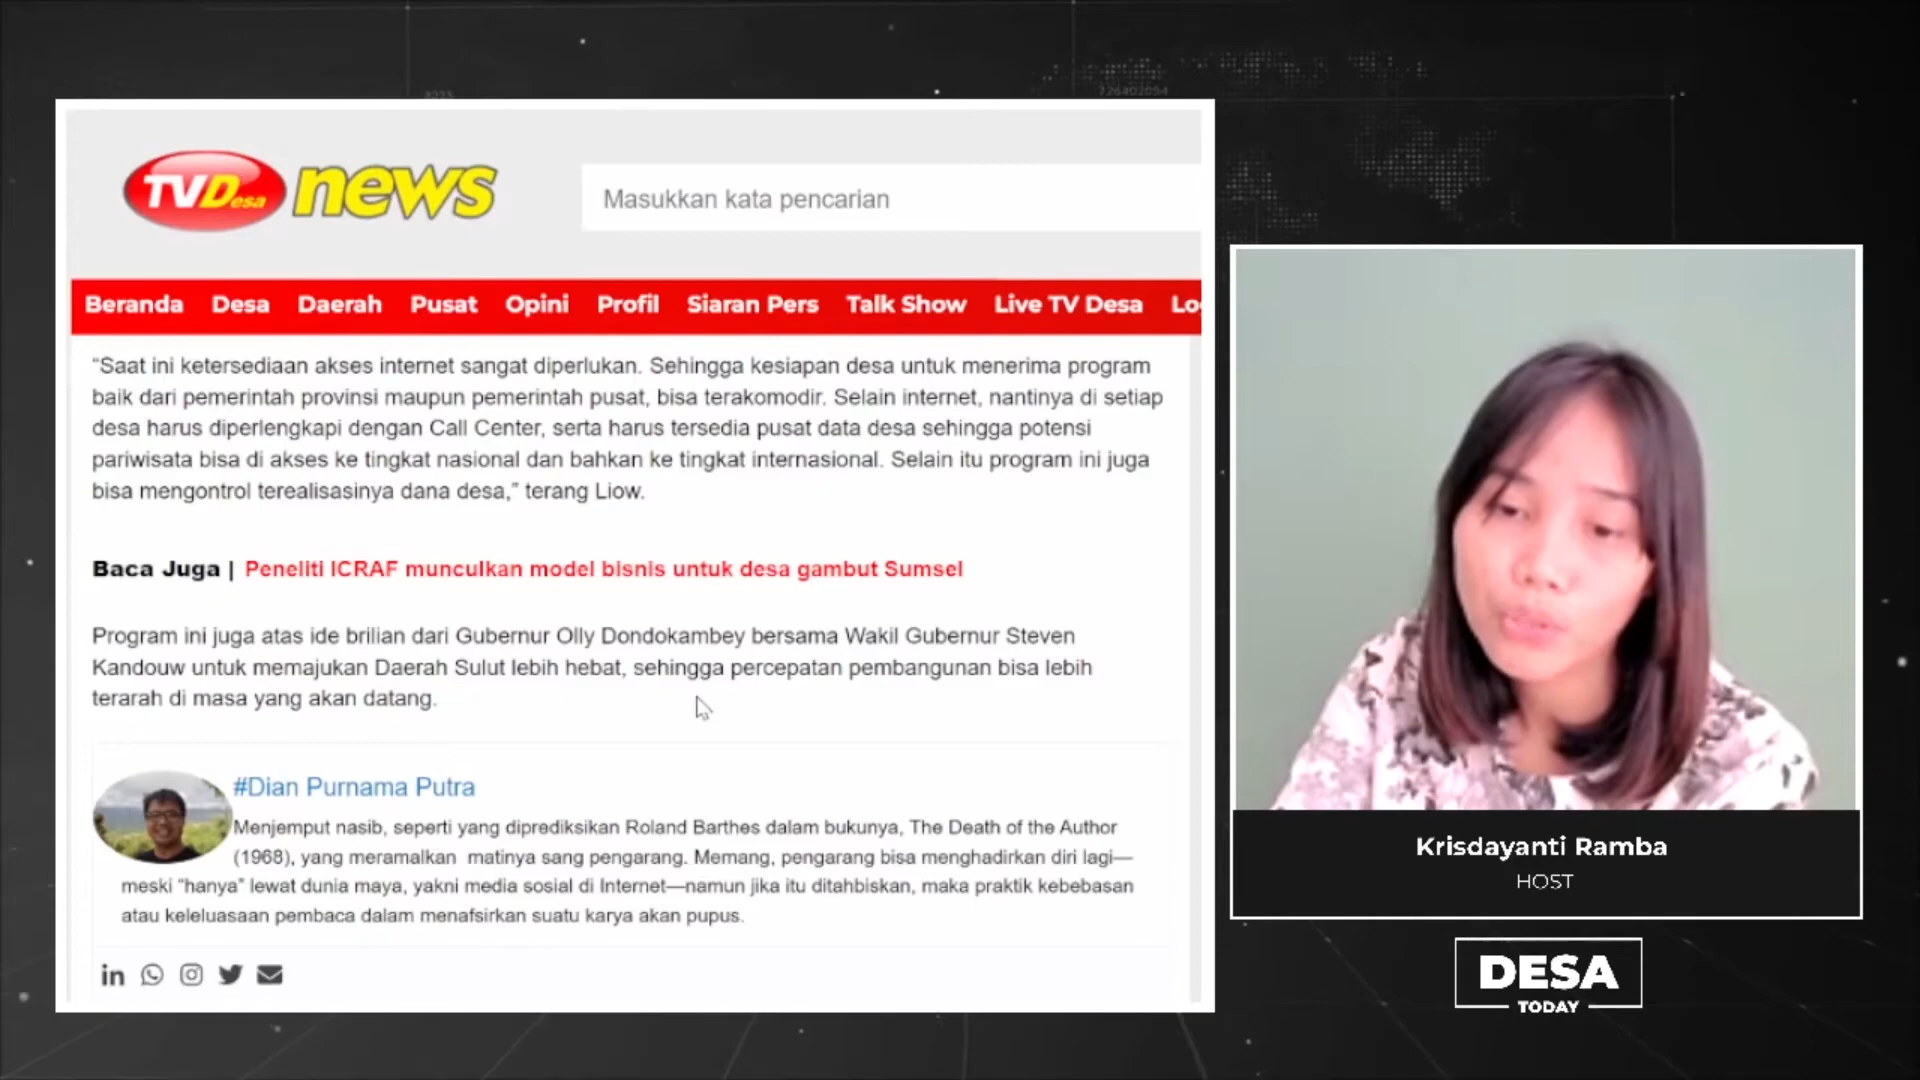 8233
726402054
TVDesa news
Masukkan kata pencarian
Beranda Desa Daerah Pusat Opini Profil Siaran Pers Talk Show Live TV Desa
“Saat ini ketersediaan akses internet sangat diperlukan. Sehingga kesiapan desa untuk menerima program
baik dari pemerintah provinsi maupun pemerintah pusat, bisa terakomodir. Selain internet, nantinya di setiap
desa harus diperlengkapi dengan Call Center, serta harus tersedia pusat data desa sehingga potensi
pariwisata bisa di akses ke tingkat nasional dan bahkan ke tingkat internasional. Selain itu program ini juga
bisa mengontrol terealisasinya dana desa,” terang Liow.
Baca Juga | Peneliti ICRAF munculkan model bisnis untuk desa gambut Sumsel
Program ini juga atas ide brilian dari Gubernur Olly Dondokambey bersama Wakil Gubernur Steven
Kandouw untuk memajukan Daerah Sulut lebih hebat, sehingga percepatan pembangunan bisa lebih
terarah di masa yang akan datang.
#Dian Purnama Putra
Menjemput nasib, seperti yang diprediksikan Roland Barthes dalam bukunya, The Death of the Author
(1968), yang meramalkan matinya sang pengarang. Memang, pengarang bisa menghadirkan diri lagi—
meski “hanya” lewat dunia maya, yakni media sosial di Internet—namun jika itu ditahbiskan, maka praktik kebebasan
atau keleluasaan pembaca dalam menafsirkan suatu karya akan pupus.
Krisdayanti Ramba
HOST
DESA
TODAY